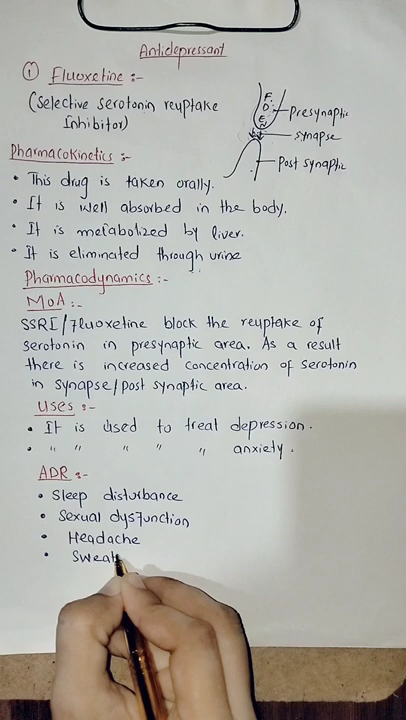 Antidepressant
① Fluoxetine :-
(Selective serotonin reuptake
Inhibitor)
Presynaptic
synapse
Post synaptic
Pharmacokinetics :-
• This drug is taken orally.
• It is well absorbed in the body.
• It is metabolized by liver.
• It is eliminated through urine
Pharmacodynamics :-
MOA :-
SSRI/Fluoxetine block the reuptake of
serotonin in presynaptic area. As a result
there is increased concentration of serotonin
in synapse/post synaptic area.
Uses :-
• It is used to treat depression.
• " " " " " anxiety.
ADR :-
• Sleep disturbance
• Sexual dysfunction
• Headache
• Sweat